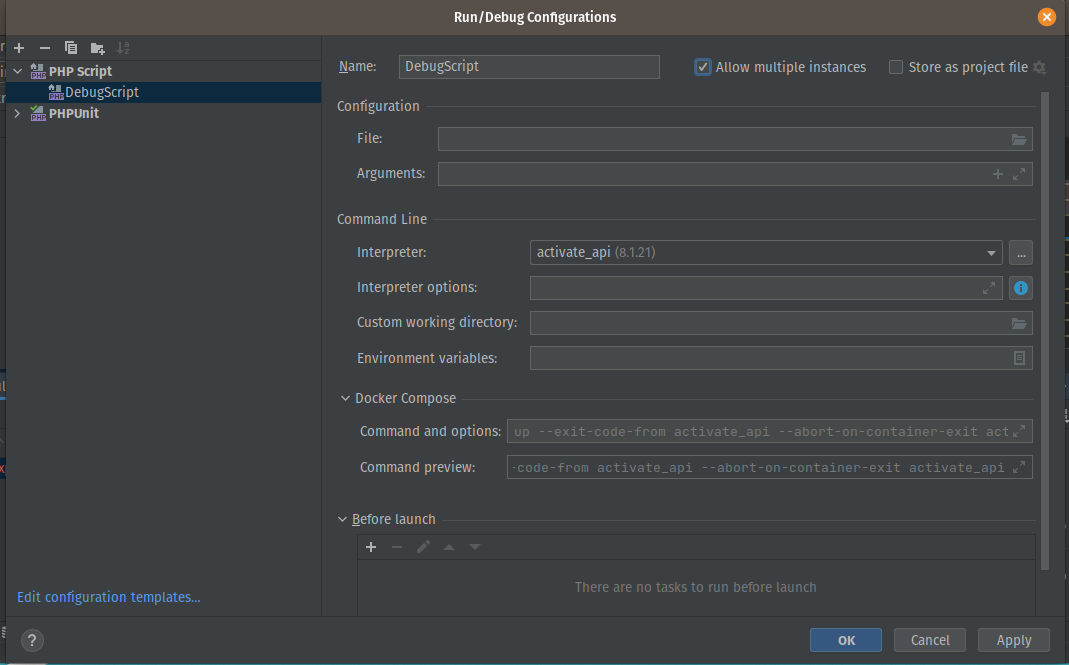 Run/Debug Configurations
PHP Script
DebugScript
PHPUnit
Name: DebugScript Allow multiple instances Store as project file
Configuration
File:
Arguments:
Command Line
Interpreter: activate_api (8.1.21) ...
Interpreter options:
Custom working directory:
Environment variables:
Docker Compose
Command and options: up --exit-code-from activate_api --abort-on-container-exit act
Command preview: -code-from activate_api --abort-on-container-exit activate_api
Before launch
There are no tasks to run before launch
Edit configuration templates...
? OK Cancel Apply